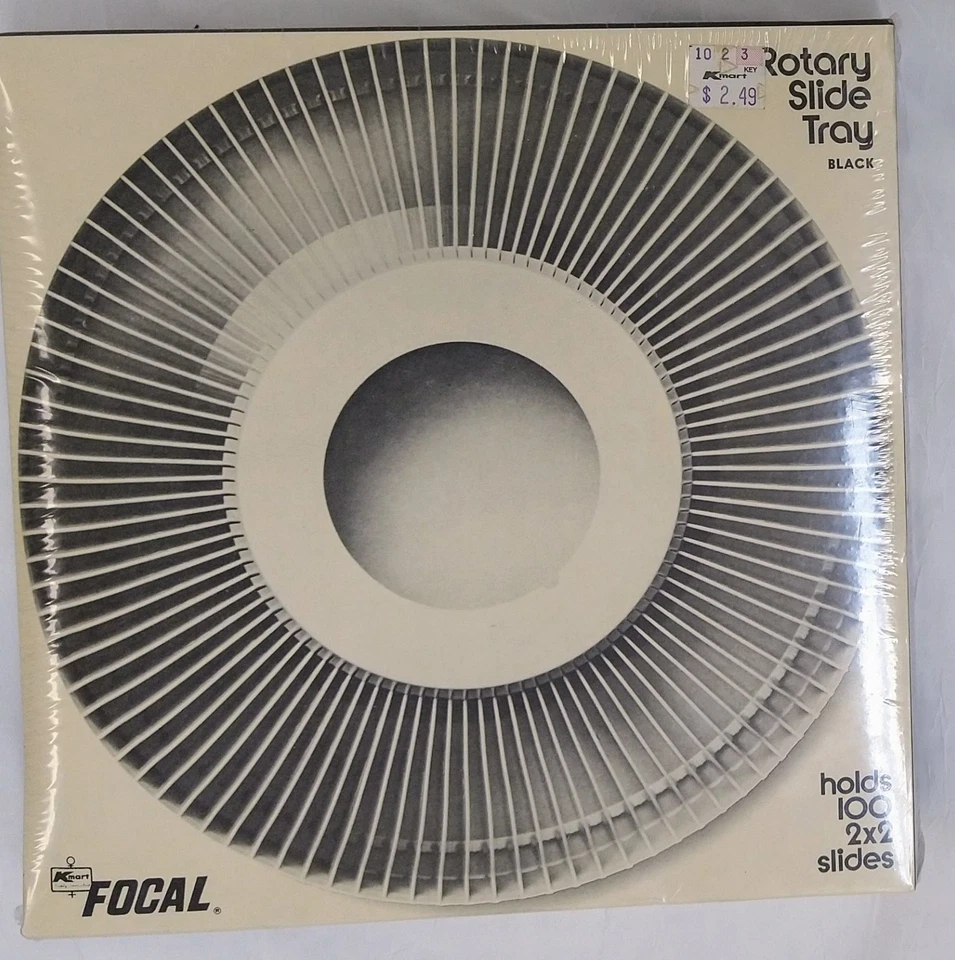 10 2 3
KEY
Kmart
$ 2.49
Rotary
Slide
Tray
BLACK
holds
100
2x2
slides
Kmart
FOCAL®